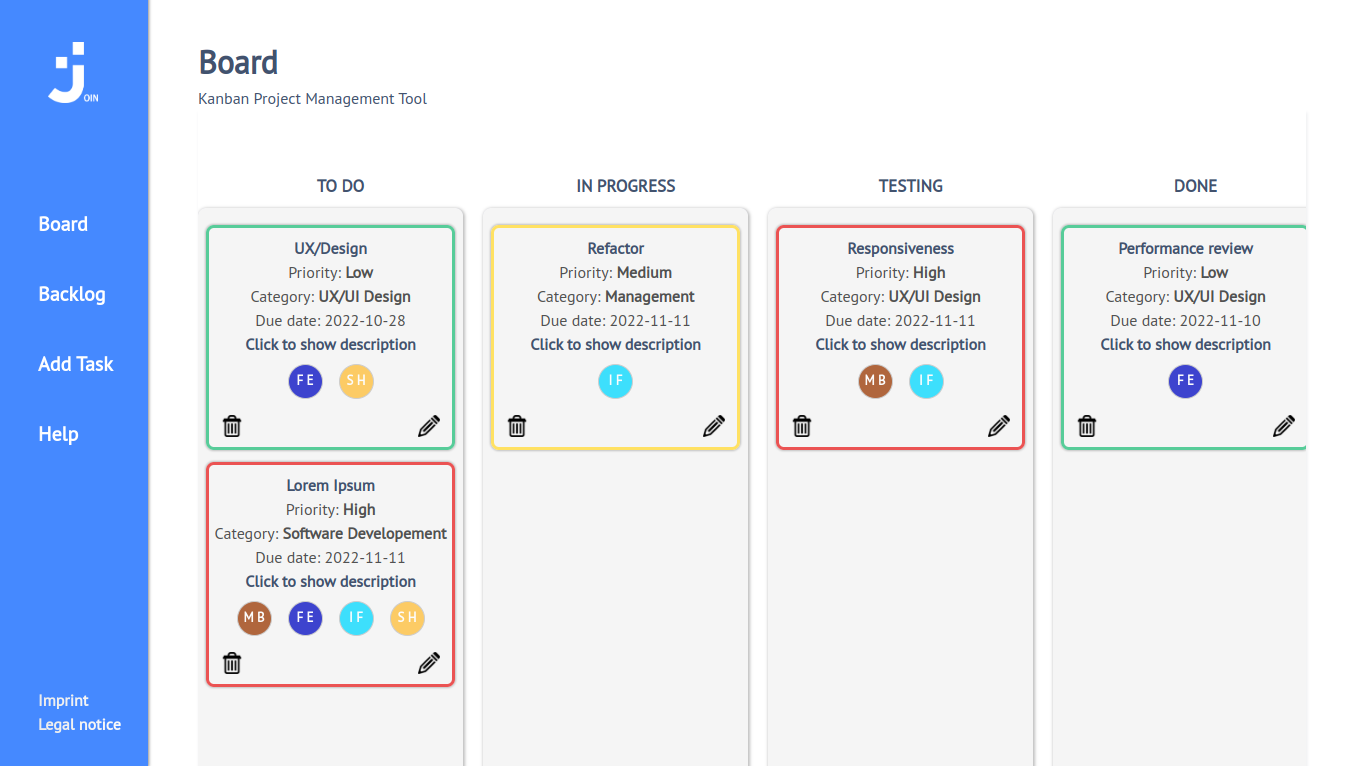 OIN
Board
Backlog
Add Task
Help
Imprint
Legal notice
Board
Kanban Project Management Tool
TO DO
UX/Design
Priority: Low
Category: UX/UI Design
Due date: 2022-10-28
Click to show description
FE SH
Lorem Ipsum
Priority: High
Category: Software Developement
Due date: 2022-11-11
Click to show description
MB FE IF SH
IN PROGRESS
Refactor
Priority: Medium
Category: Management
Due date: 2022-11-11
Click to show description
IF
TESTING
Responsiveness
Priority: High
Category: UX/UI Design
Due date: 2022-11-11
Click to show description
MB IF
DONE
Performance review
Priority: Low
Category: UX/UI Design
Due date: 2022-11-10
Click to show description
FE